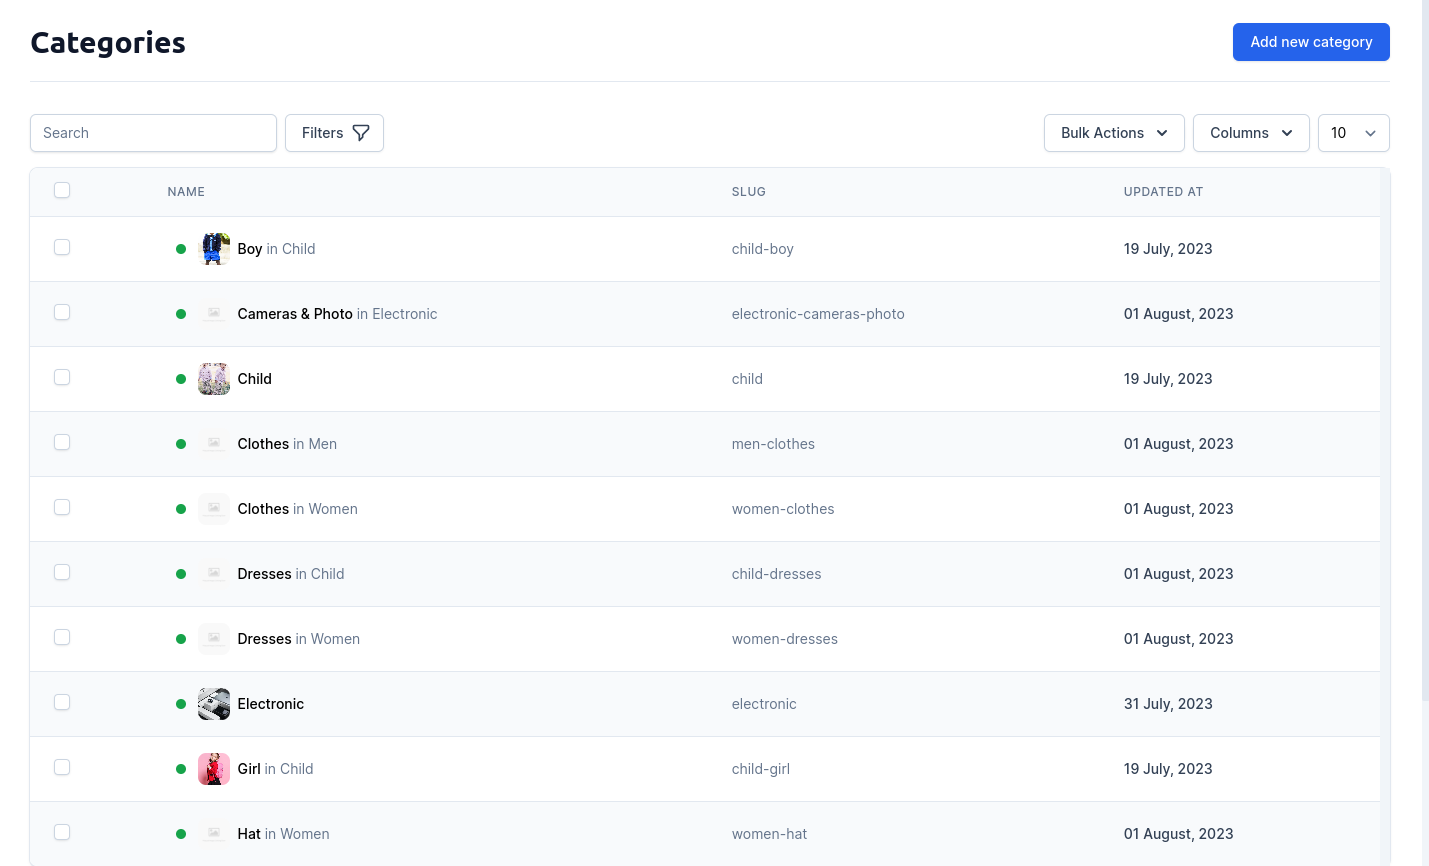 Categories
Add new category
Search
Filters
Bulk Actions
Columns
10
NAME SLUG UPDATED AT
Boy in Child child-boy 19 July, 2023
Cameras & Photo in Electronic electronic-cameras-photo 01 August, 2023
Child child 19 July, 2023
Clothes in Men men-clothes 01 August, 2023
Clothes in Women women-clothes 01 August, 2023
Dresses in Child child-dresses 01 August, 2023
Dresses in Women women-dresses 01 August, 2023
Electronic electronic 31 July, 2023
Girl in Child child-girl 19 July, 2023
Hat in Women women-hat 01 August, 2023